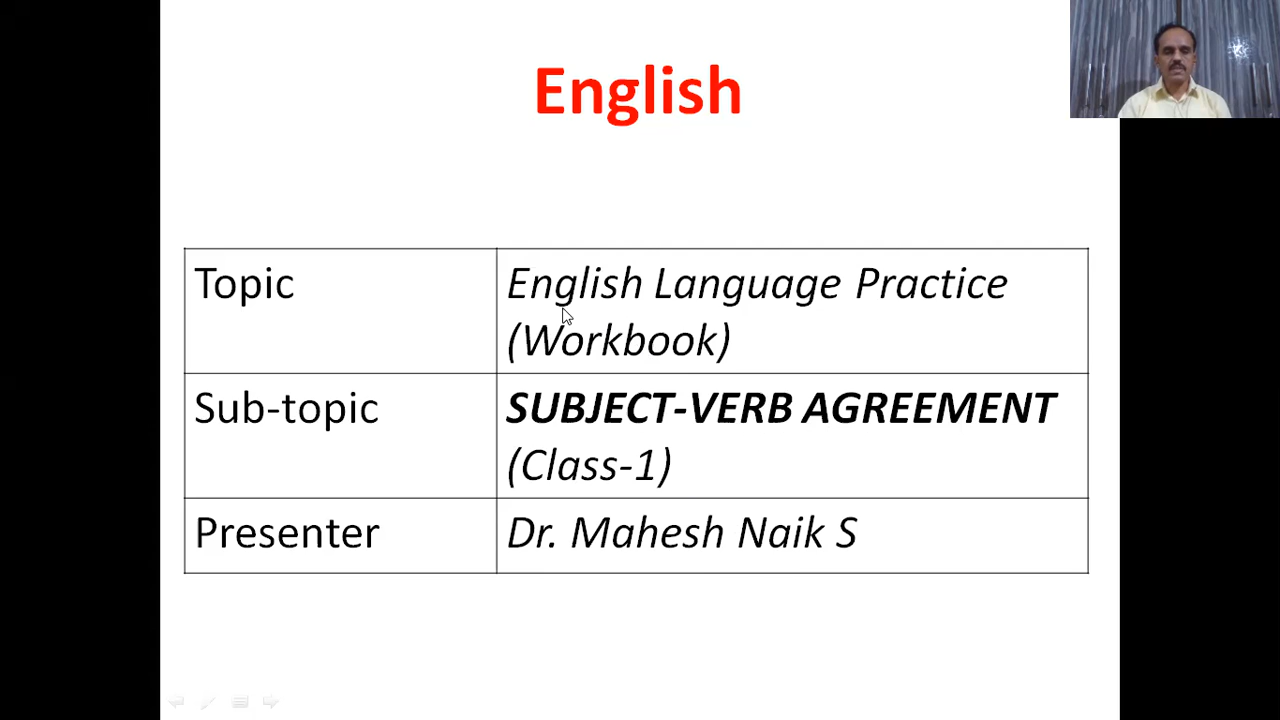 English
Topic
English Language Practice
(Workbook)
Sub-topic
SUBJECT-VERB AGREEMENT
(Class-1)
Presenter
Dr. Mahesh Naik S